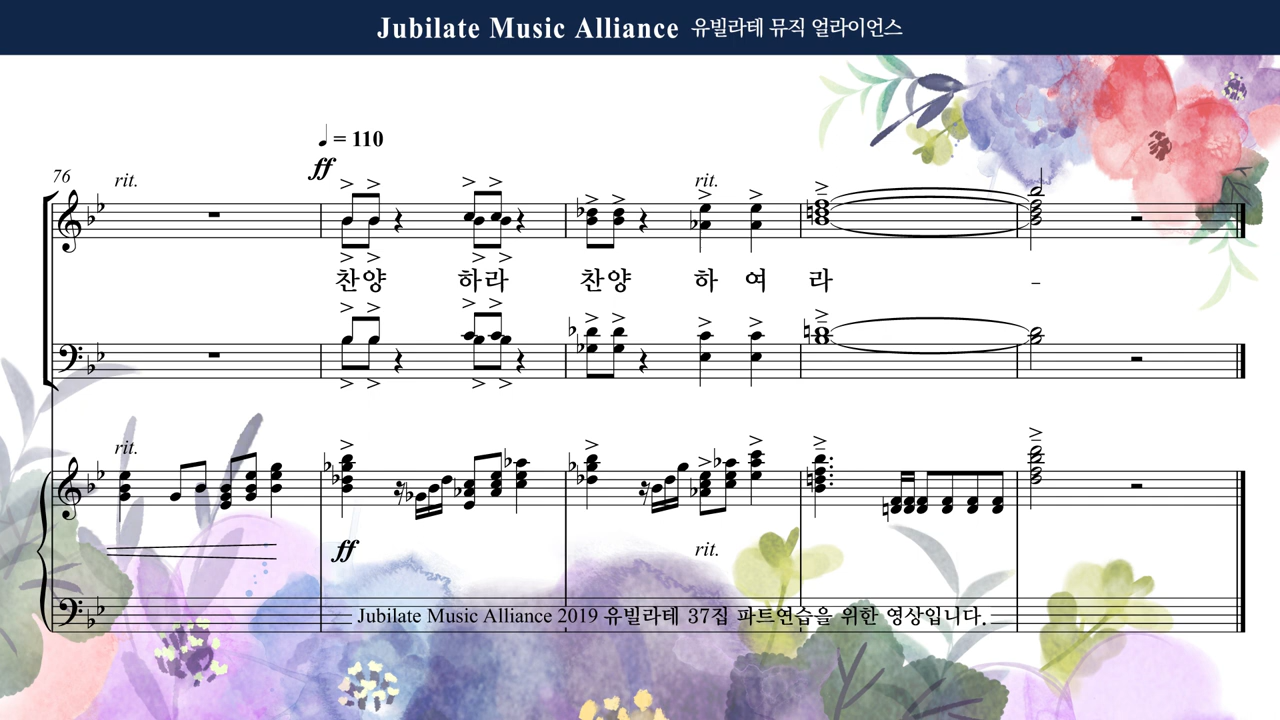 Jubilate Music Alliance 유빌라테 뮤직 얼라이언스
♩ = 110
ff
76 rit. rit.
찬양 하라 찬양 하 여 라 -
rit.
ff rit.
Jubilate Music Alliance 2019 유빌라테 37집 파트연습을 위한 영상입니다.